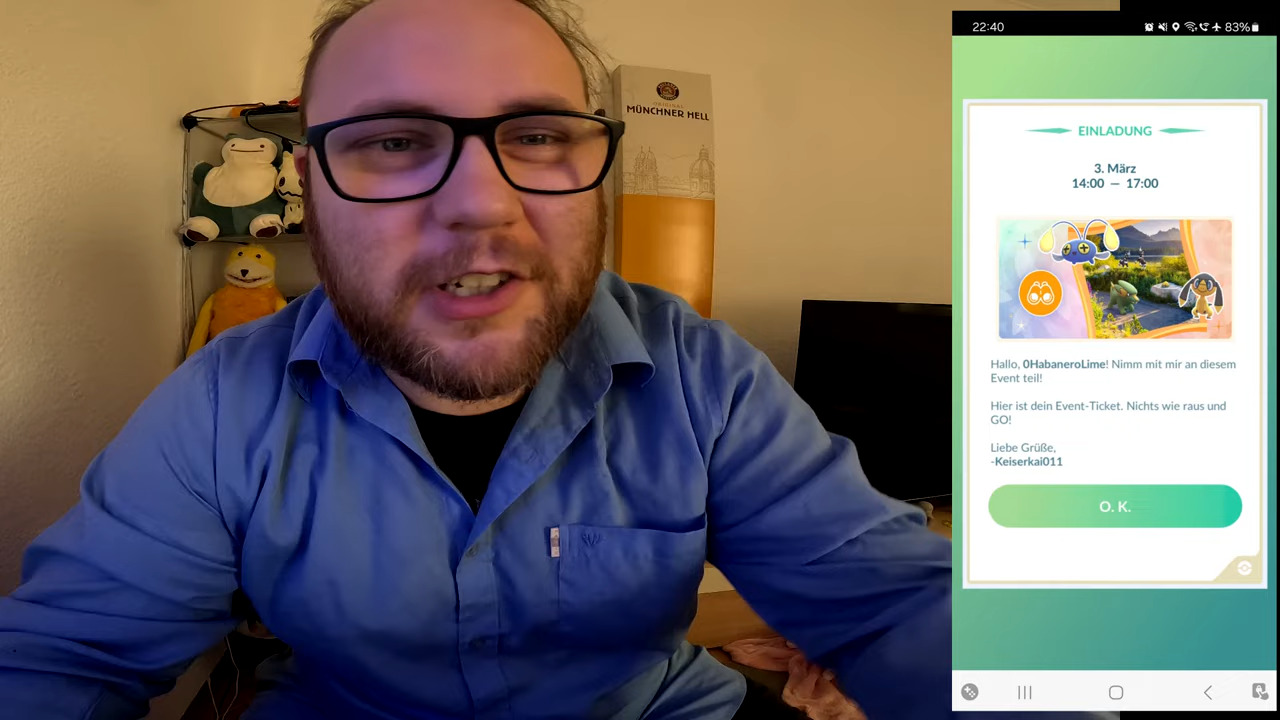 ORIGINAL
MÜNCHNER HELL
22:40
83%
EINLADUNG
3. März
14:00 — 17:00
Hallo, 0HabaneroLime! Nimm mit mir an diesem
Event teil!
Hier ist dein Event-Ticket. Nichts wie raus und
GO!
Liebe Grüße,
-Keiserkai011
O. K.